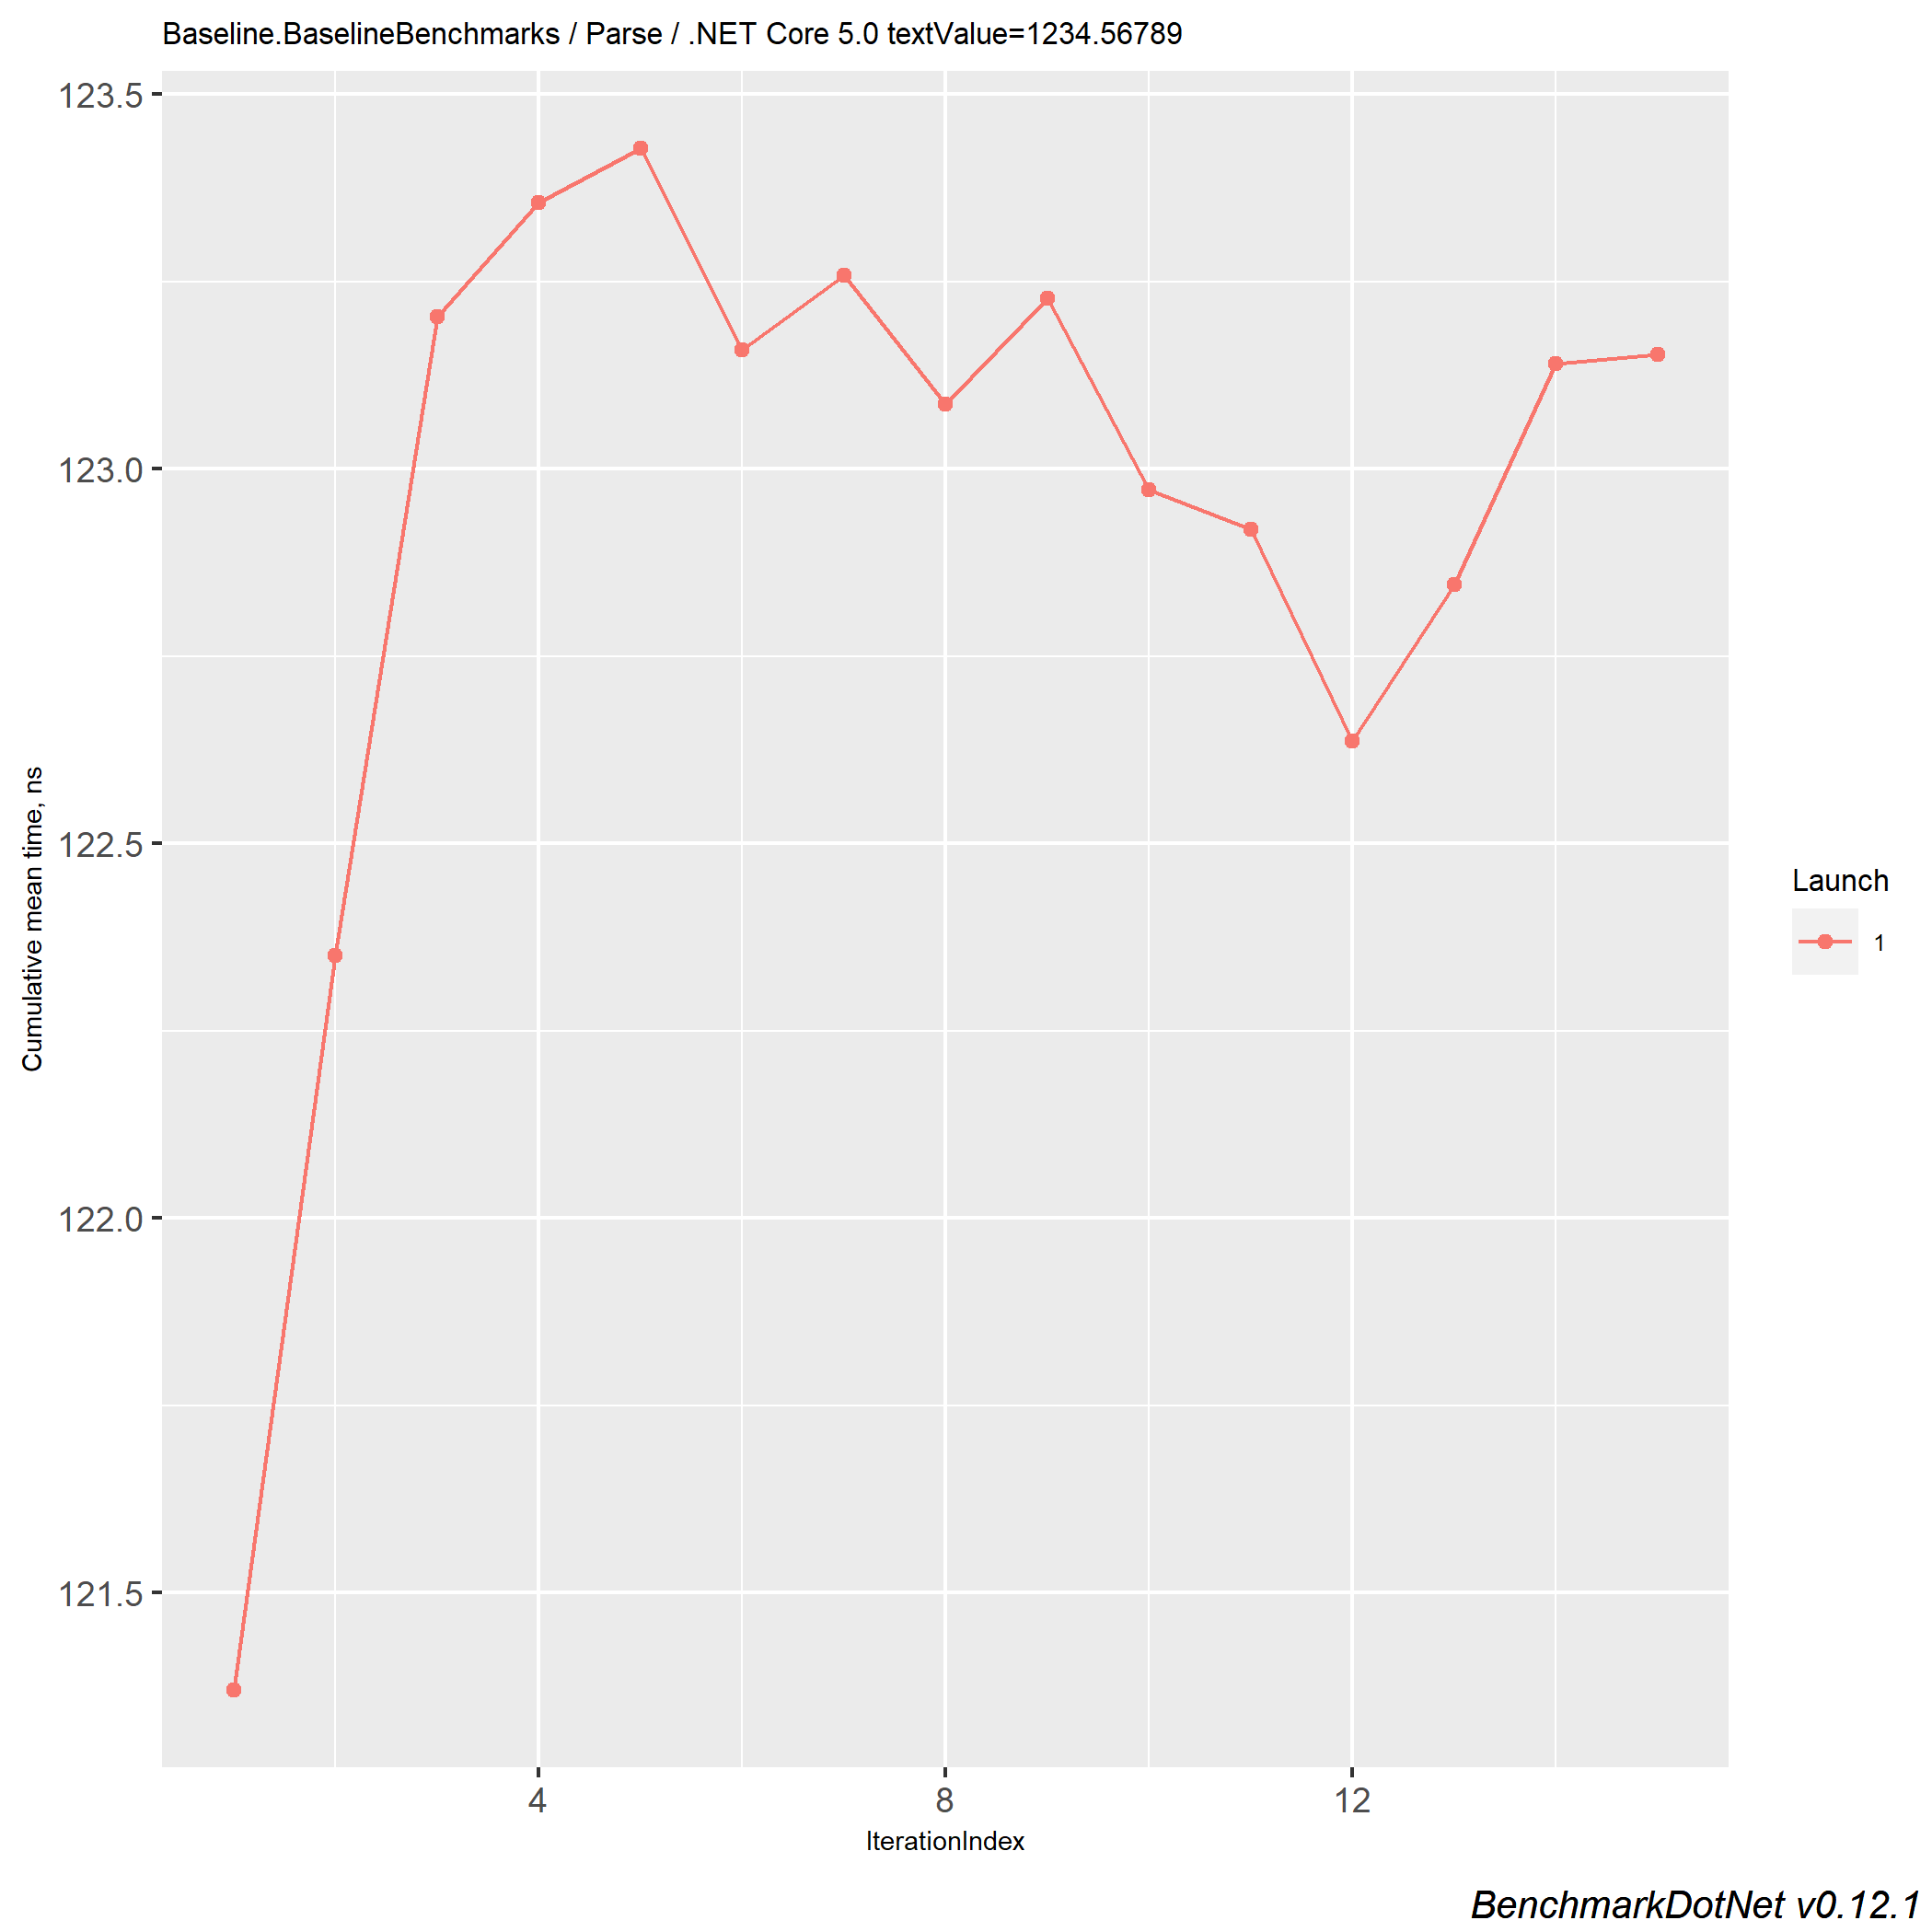 Baseline.BaselineBenchmarks / Parse / .NET Core 5.0 textValue=1234.56789
123.5
123.0
122.5
122.0
121.5
Cumulative mean time, ns
4 8 12
IterationIndex
Launch
1
BenchmarkDotNet v0.12.1